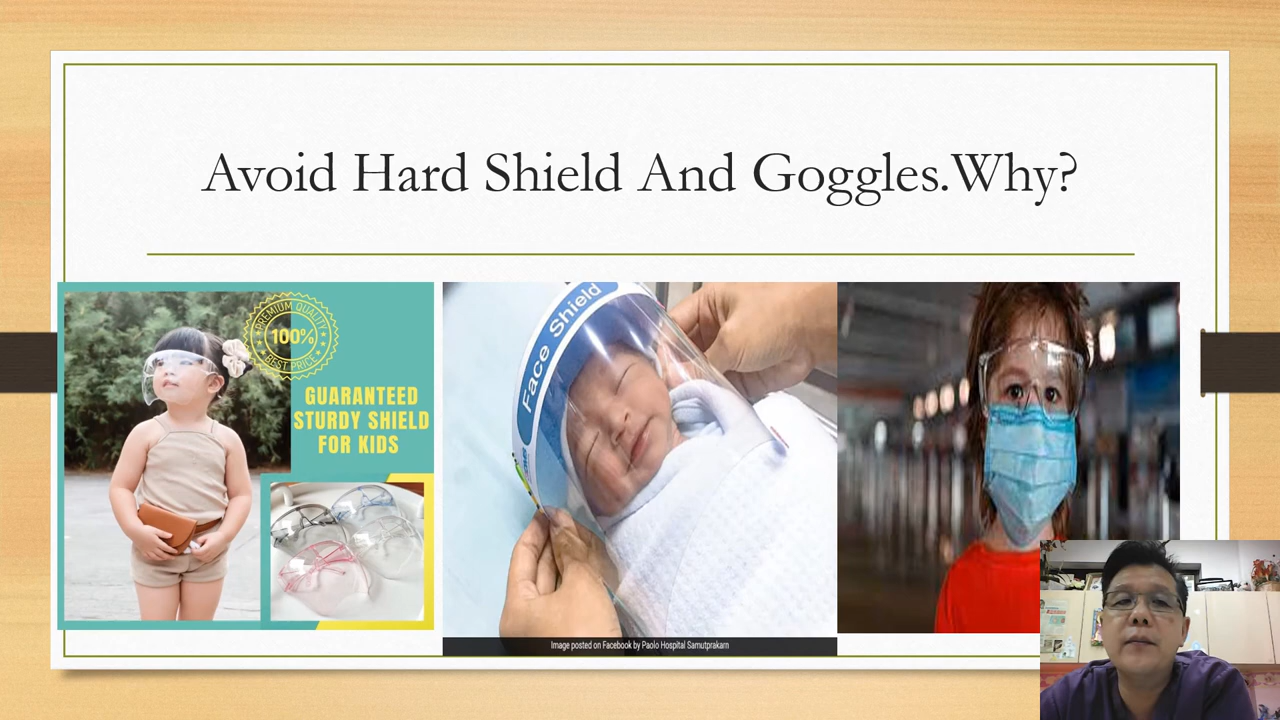 Avoid Hard Shield And Goggles.Why?
PREMIUM QUALITY
100%
BEST PRICE
GUARANTEED
STURDY SHIELD
FOR KIDS
Face Shield
Image posted on Facebook by Paolo Hospital Samutprakarn